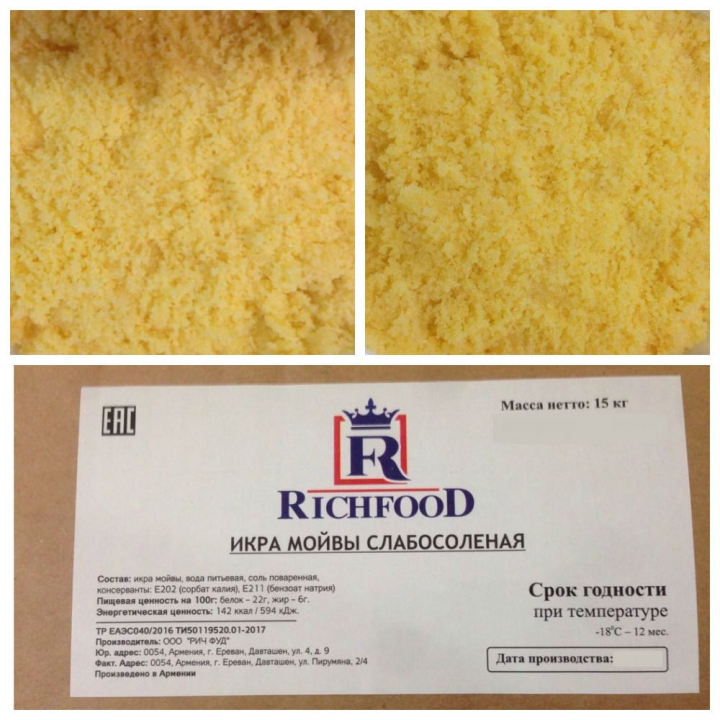 EAC
Масса нетто: 15 кг
R
RICHFOOD
ИКРА МОЙВЫ СЛАБОСОЛЕНАЯ
Состав: икра мойвы, вода питьевая, соль поваренная,
консерванты: Е202 (сорбат калия), Е211 (бензоат натрия)
Пищевая ценность на 100г: белок – 22г, жир – 6г.
Энергетическая ценность: 142 ккал / 594 кДж.
ТР ЕАЭС040/2016 ТИ50119520.01-2017
Производитель: ООО "РИЧ ФУД"
Юр. адрес: 0054, Армения, г. Ереван, Давташен, ул. 4, д. 9
Факт. Адрес: 0054, Армения, г. Ереван, Давташен, ул. Пирумяна, 2/4
Произведено в Армении
Срок годности
при температуре
-18⁰С – 12 мес.
Дата производства: